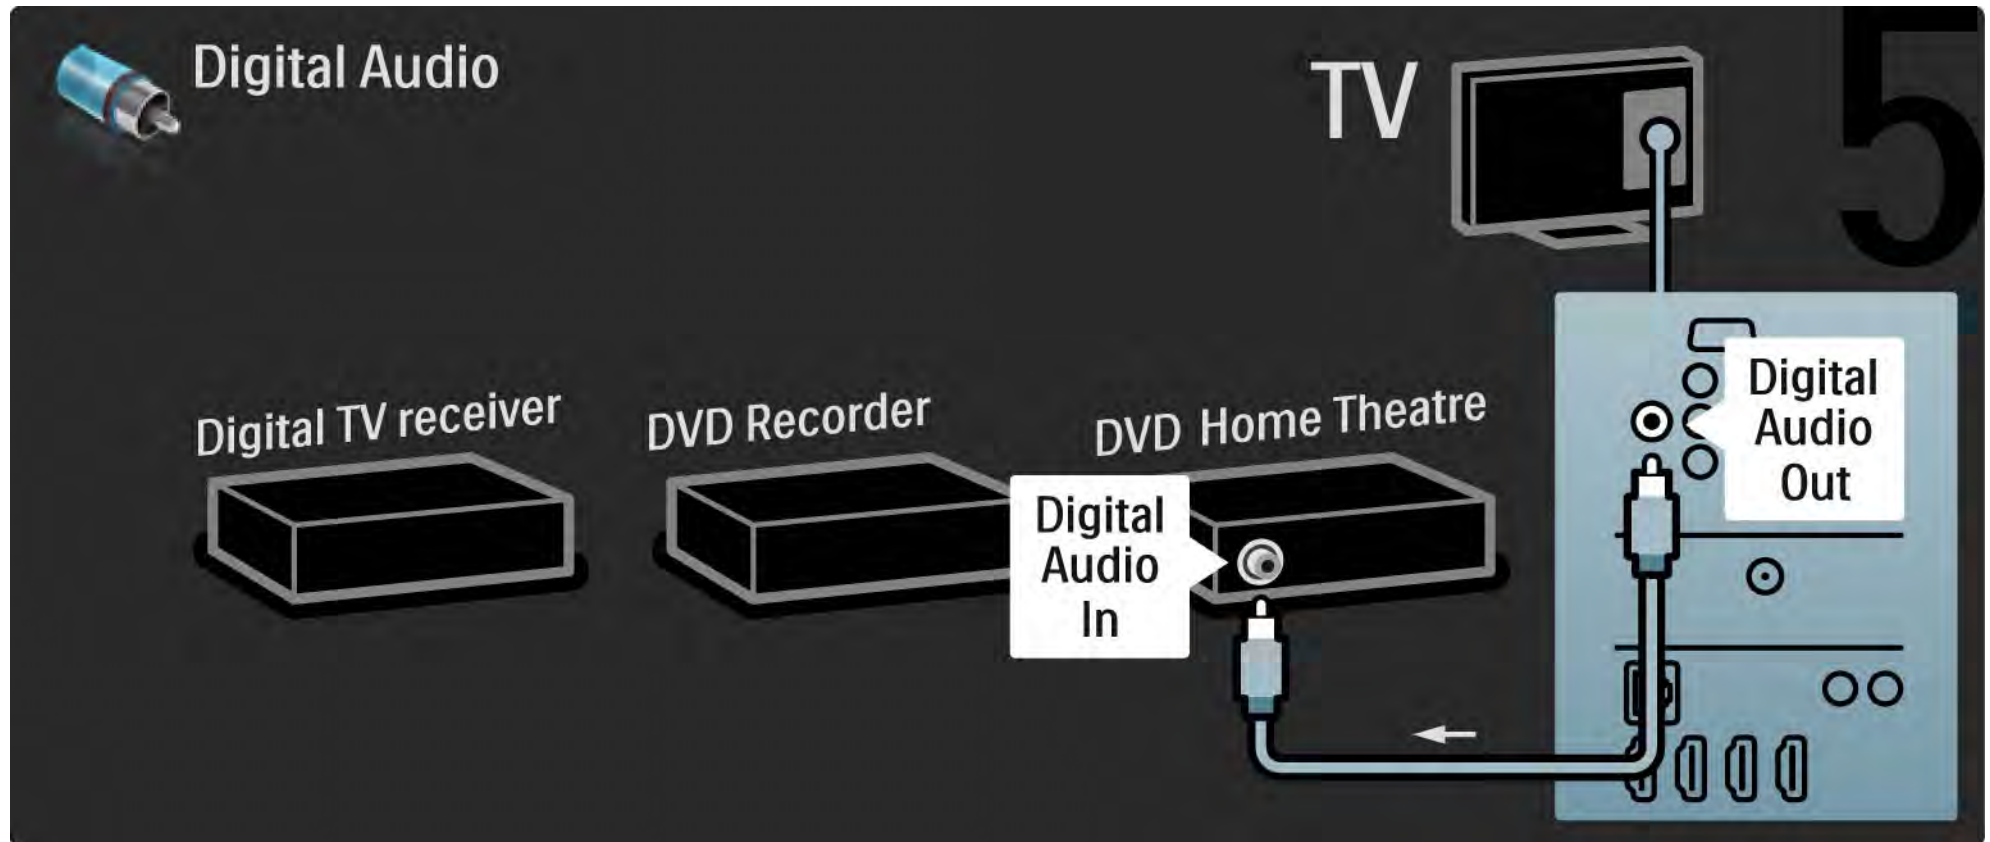 Digital Audio
TV
5
Digital TV receiver
DVD Recorder
DVD Home Theatre
Digital
Audio
Out
Digital
Audio
In